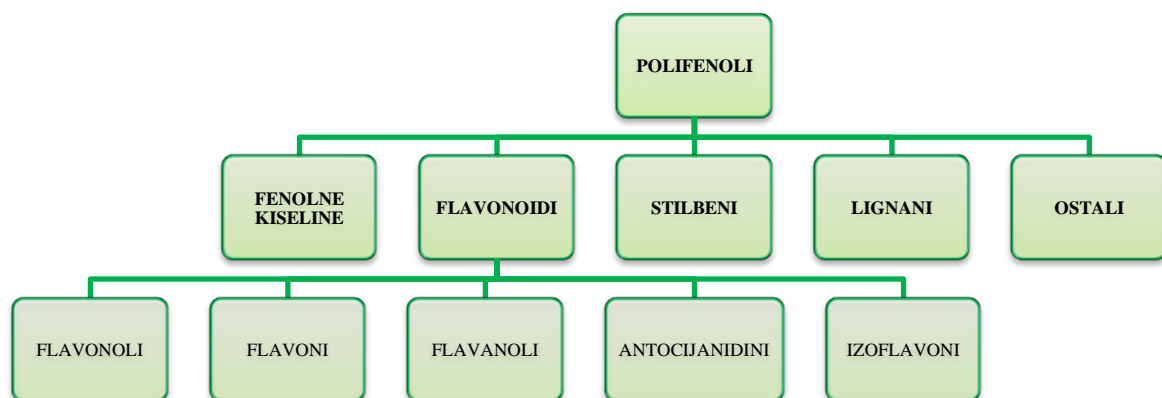 POLIFENOLI
FENOLNE
KISELINE
FLAVONOIDI
STILBENI
LIGNANI
OSTALI
FLAVONOLI
FLAVONI
FLAVANOLI
ANTOCIJANIDINI
IZOFLAVONI